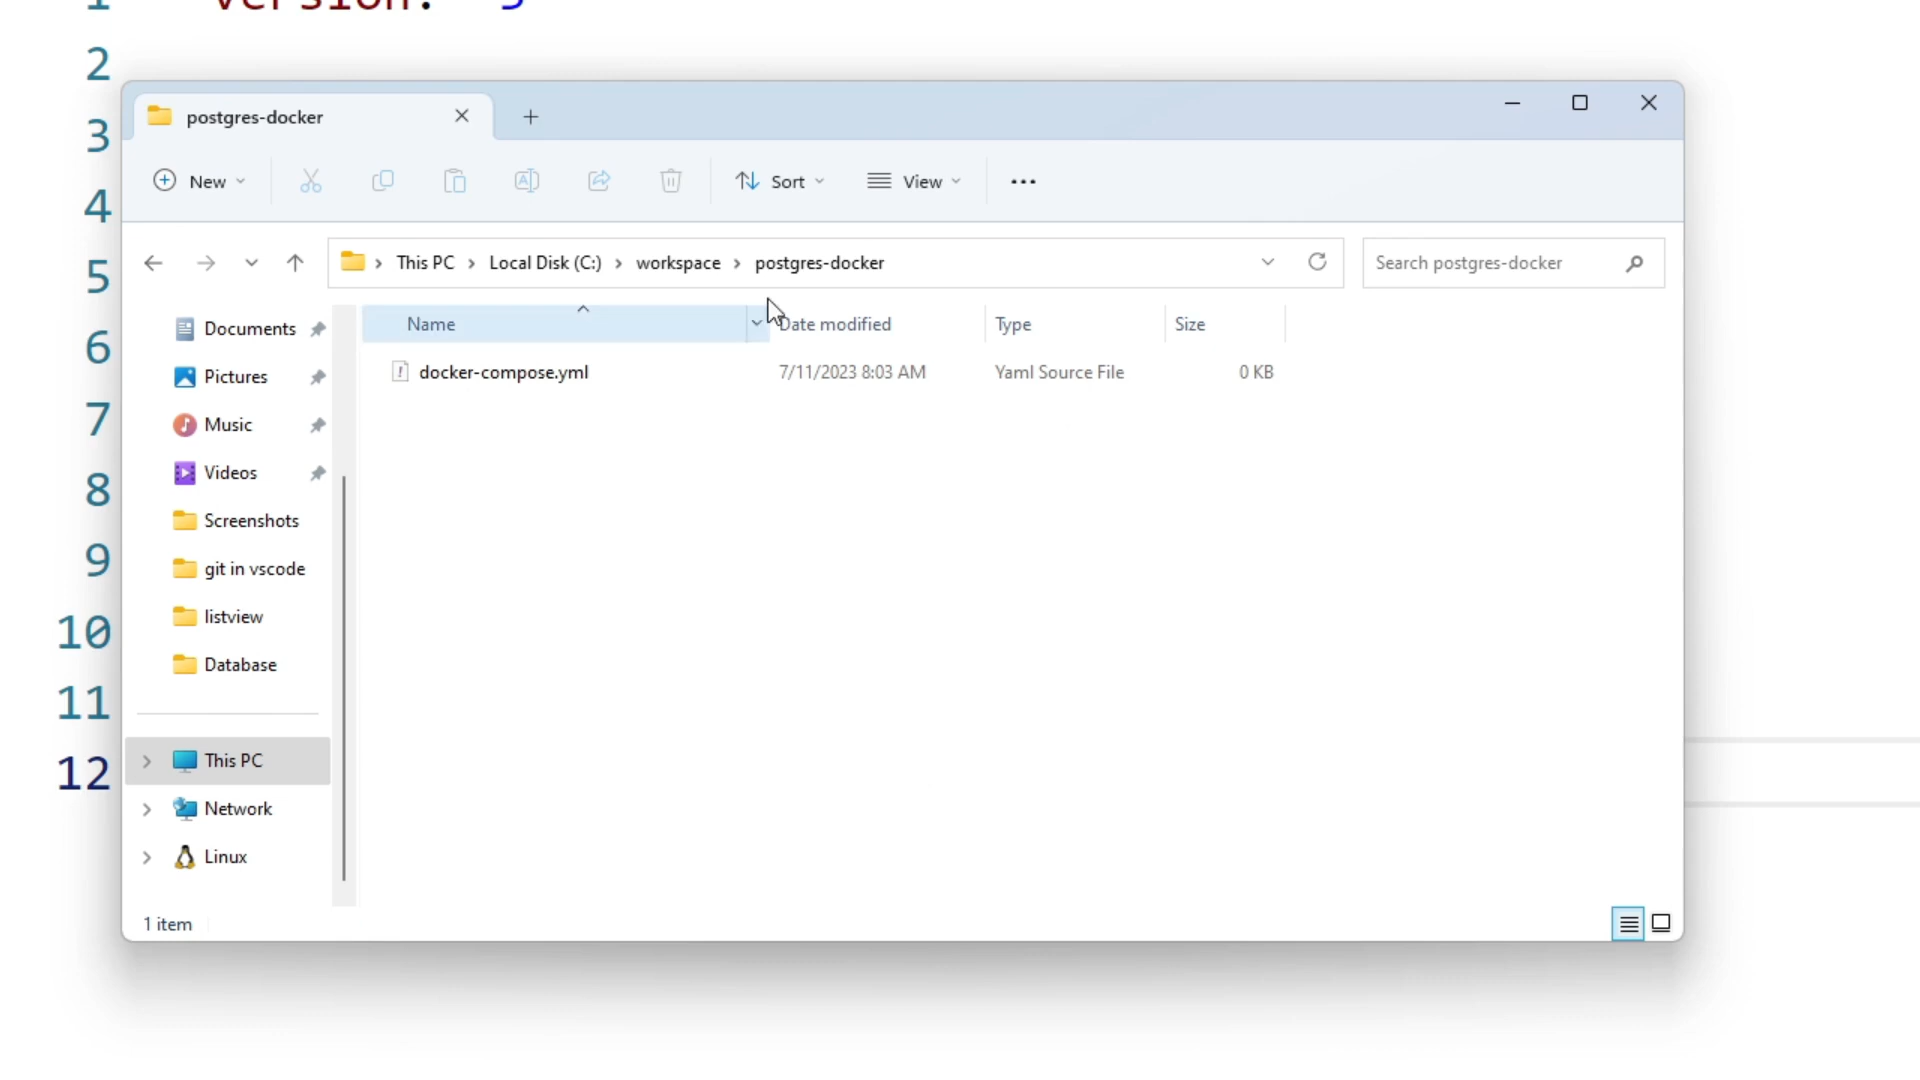 1 version: '3'
2
postgres-docker
3
New Sort View
4
This PC Local Disk (C:) workspace postgres-docker Search postgres-docker
5
Documents Name Date modified Type Size
6
Pictures docker-compose.yml 7/11/2023 8:03 AM Yaml Source File 0 KB
7 Music
Videos
8
Screenshots
9 git in vscode
10 listview
Database
11
12 This PC
Network
Linux
1 item